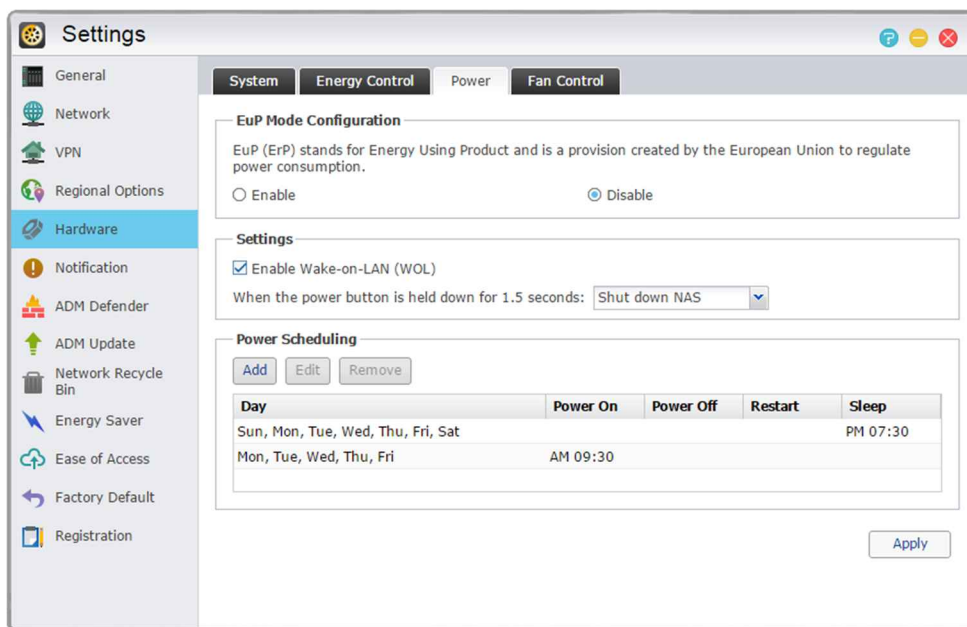 Settings
General
Network
VPN
Regional Options
Hardware
Notification
ADM Defender
ADM Update
Network Recycle
Bin
Energy Saver
Ease of Access
Factory Default
Registration
System Energy Control Power Fan Control
EuP Mode Configuration
EuP (ErP) stands for Energy Using Product and is a provision created by the European Union to regulate
power consumption.
Enable Disable
Settings
Enable Wake-on-LAN (WOL)
When the power button is held down for 1.5 seconds: Shut down NAS
Power Scheduling
Add Edit Remove
Day Power On Power Off Restart Sleep
Sun, Mon, Tue, Wed, Thu, Fri, Sat PM 07:30
Mon, Tue, Wed, Thu, Fri AM 09:30
Apply